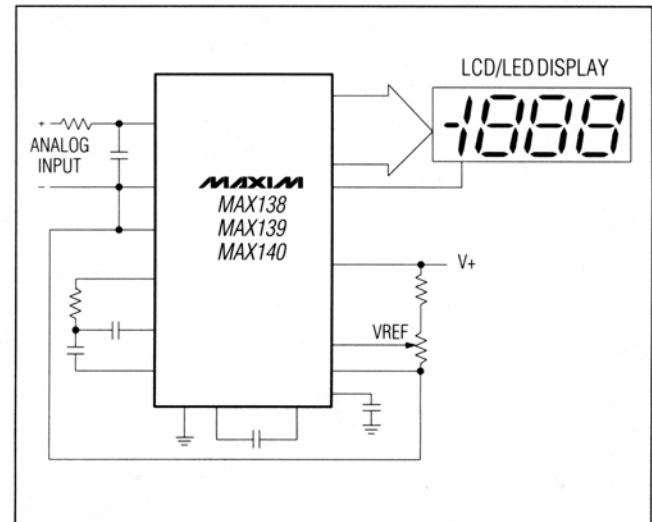 LCD/LED DISPLAY
-1888
+
ANALOG
INPUT
-
MAXIM
MAX138
MAX139
MAX140
V+
VREF